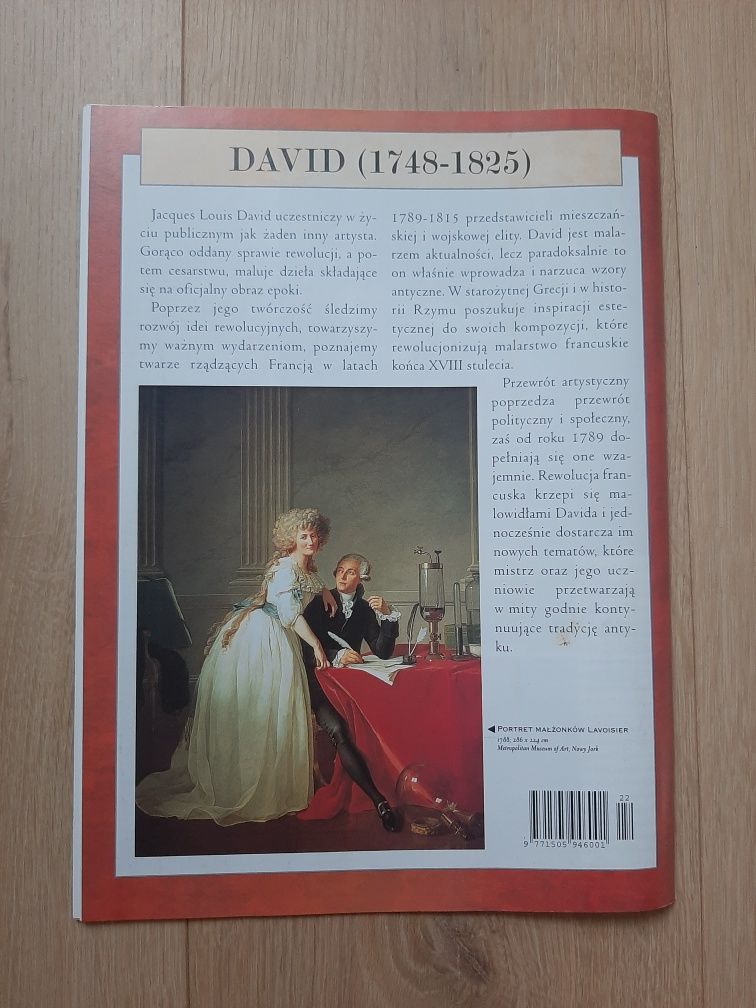 DAVID (1748-1825)
Jacques Louis David uczestniczy w ży-
ciu publicznym jak żaden inny artysta.
Gorąco oddany sprawie rewolucji, a po-
tem cesarstwu, maluje dzieła składające
się na oficjalny obraz epoki.
Poprzez jego twórczość śledzimy
rozwój idei rewolucyjnych, towarzyszy-
my ważnym wydarzeniom, poznajemy
twarze rządzących Francją w latach
1789-1815 przedstawicieli mieszczań-
skiej i wojskowej elity. David jest mala-
rzem aktualności, lecz paradoksalnie to
on właśnie wprowadza i narzuca wzory
antyczne. W starożytnej Grecji i w histo-
rii Rzymu poszukuje inspiracji este-
tycznej do swoich kompozycji, które
rewolucjonizują malarstwo francuskie
końca XVIII stulecia.
Przewrót artystyczny
poprzedza przewrót
polityczny i społeczny,
zaś od roku 1789 do-
pełniają się one wza-
jemnie. Rewolucja fran-
cuska krzepi się ma-
lowidłami Davida i jed-
nocześnie dostarcza im
nowych tematów, które
mistrz oraz jego ucz-
niowie przetwarzają
w mity godnie konty-
nuujące tradycję anty-
ku.
PORTRET MAŁŻONKÓW LAVOISIER
1788; 286 x 224 cm
Metropolitan Museum of Art, Nowy Jork
22
9 771505 946001